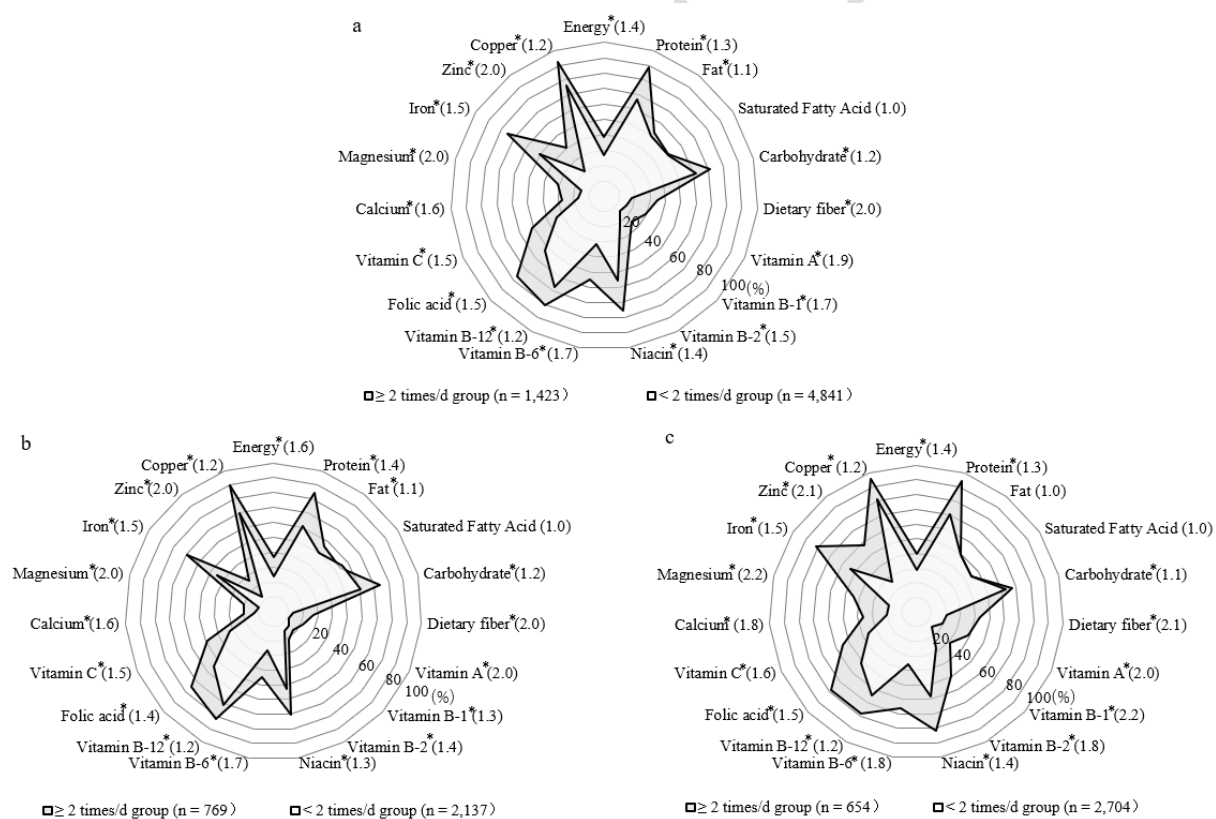 a
Energy*(1.4)
Copper*(1.2)
Protein*(1.3)
Zinc*(2.0)
Fat*(1.1)
Iron*(1.5)
Saturated Fatty Acid (1.0)
Magnesium*(2.0)
Carbohydrate*(1.2)
Calcium*(1.6)
Dietary fiber*(2.0)
20
40
60
80
100(%)
Vitamin C*(1.5)
Vitamin A*(1.9)
Folic acid*(1.5)
Vitamin B-1*(1.7)
Vitamin B-12*(1.2)
Vitamin B-2*(1.5)
Vitamin B-6*(1.7)
Niacin*(1.4)
≥ 2 times/d group (n = 1,423)
< 2 times/d group (n = 4,841)
b
Energy*(1.6)
Copper*(1.2)
Protein*(1.4)
Zinc*(2.0)
Fat*(1.1)
Iron*(1.5)
Saturated Fatty Acid (1.0)
Magnesium*(2.0)
Carbohydrate*(1.2)
Calcium*(1.6)
Dietary fiber*(2.0)
20
40
60
80
100(%)
Vitamin C*(1.5)
Vitamin A*(2.0)
Folic acid*(1.4)
Vitamin B-1*(1.3)
Vitamin B-12*(1.2)
Vitamin B-2*(1.4)
Vitamin B-6*(1.7)
Niacin*(1.3)
≥ 2 times/d group (n = 769)
< 2 times/d group (n = 2,137)
c
Energy*(1.4)
Copper*(1.2)
Protein*(1.3)
Zinc*(2.1)
Fat (1.0)
Iron*(1.5)
Saturated Fatty Acid (1.0)
Magnesium*(2.2)
Carbohydrate*(1.1)
Calcium*(1.8)
Dietary fiber*(2.1)
20
40
60
80
100(%)
Vitamin C*(1.6)
Vitamin A*(2.0)
Folic acid*(1.5)
Vitamin B-1*(2.2)
Vitamin B-12*(1.2)
Vitamin B-2*(1.8)
Vitamin B-6*(1.8)
Niacin*(1.4)
≥ 2 times/d group (n = 654)
< 2 times/d group (n = 2,704)